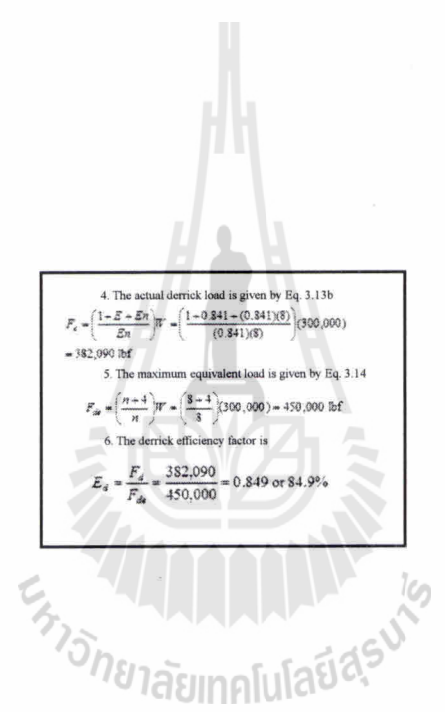 4. The actual derrick load is given by Eq. 3.13b
F_d = ((1+E+En)/En)W = ((1+0.841+(0.841)(8))/((0.841)(8)))(300,000)
= 382,090 lbf
5. The maximum equivalent load is given by Eq. 3.14
F_de = ((n+4)/n)W = ((8+4)/8)(300,000) = 450,000 lbf
6. The derrick efficiency factor is
E_d = F_d/F_de = 382,090/450,000 = 0.849 or 84.9%
มหาวิทยาลัยเทคโนโลยีสุรนารี